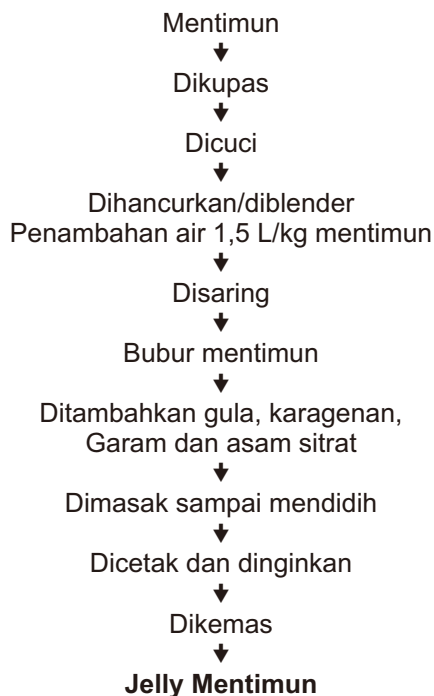 Mentimun
Dikupas
Dicuci
Dihancurkan/diblender
Penambahan air 1,5 L/kg mentimun
Disaring
Bubur mentimun
Ditambahkan gula, karagenan,
Garam dan asam sitrat
Dimasak sampai mendidih
Dicetak dan dinginkan
Dikemas
Jelly Mentimun